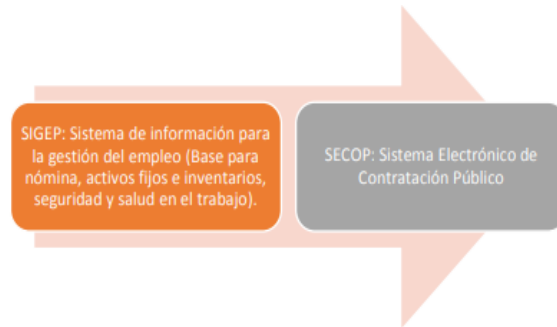 SIGEP: Sistema de información para
la gestión del empleo (Base para
nómina, activos fijos e inventarios,
seguridad y salud en el trabajo).
SECOP: Sistema Electrónico de
Contratación Público